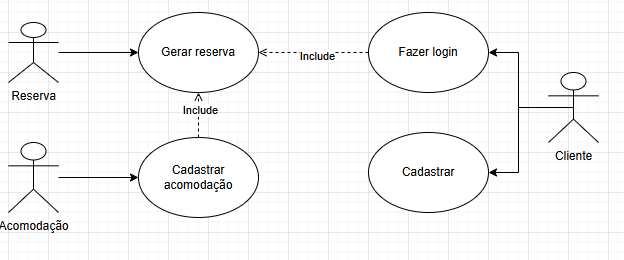 Gerar reserva
Fazer login
Include
Reserva
Include
Cadastrar
acomodação
Cadastrar
Cliente
Acomodação